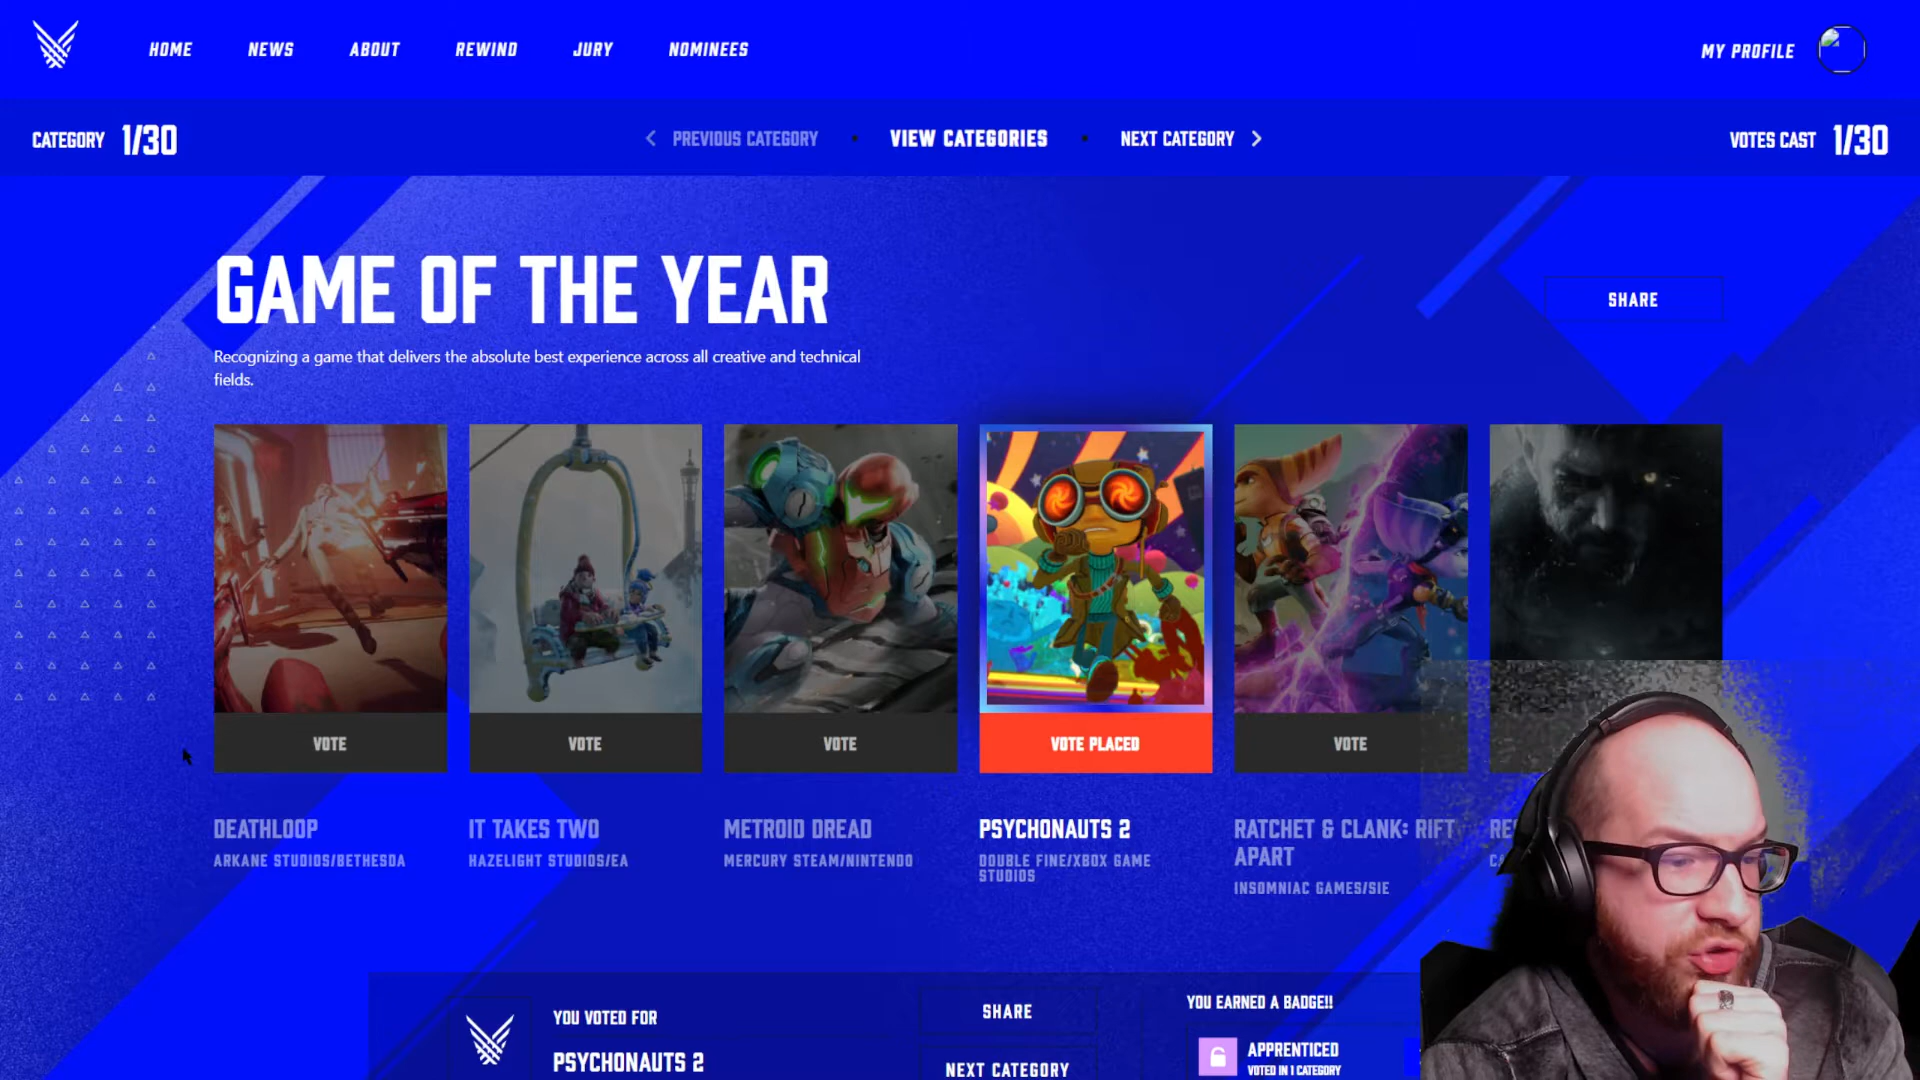 HOME NEWS ABOUT REWIND JURY NOMINEES MY PROFILE
CATEGORY 1/30 PREVIOUS CATEGORY VIEW CATEGORIES NEXT CATEGORY VOTES CAST 1/30
GAME OF THE YEAR
SHARE
Recognizing a game that delivers the absolute best experience across all creative and technical
fields.
VOTE VOTE VOTE VOTE PLACED VOTE
DEATHLOOP
ARKANE STUDIOS/BETHESDA
IT TAKES TWO
HAZELIGHT STUDIOS/EA
METROID DREAD
MERCURY STEAM/NINTENDO
PSYCHONAUTS 2
DOUBLE FINE/XBOX GAME
STUDIOS
RATCHET & CLANK: RIFT
APART
INSOMNIAC GAMES/SIE
YOU VOTED FOR
PSYCHONAUTS 2
SHARE
NEXT CATEGORY
YOU EARNED A BADGE!!
APPRENTICED
VOTED IN 1 CATEGORY